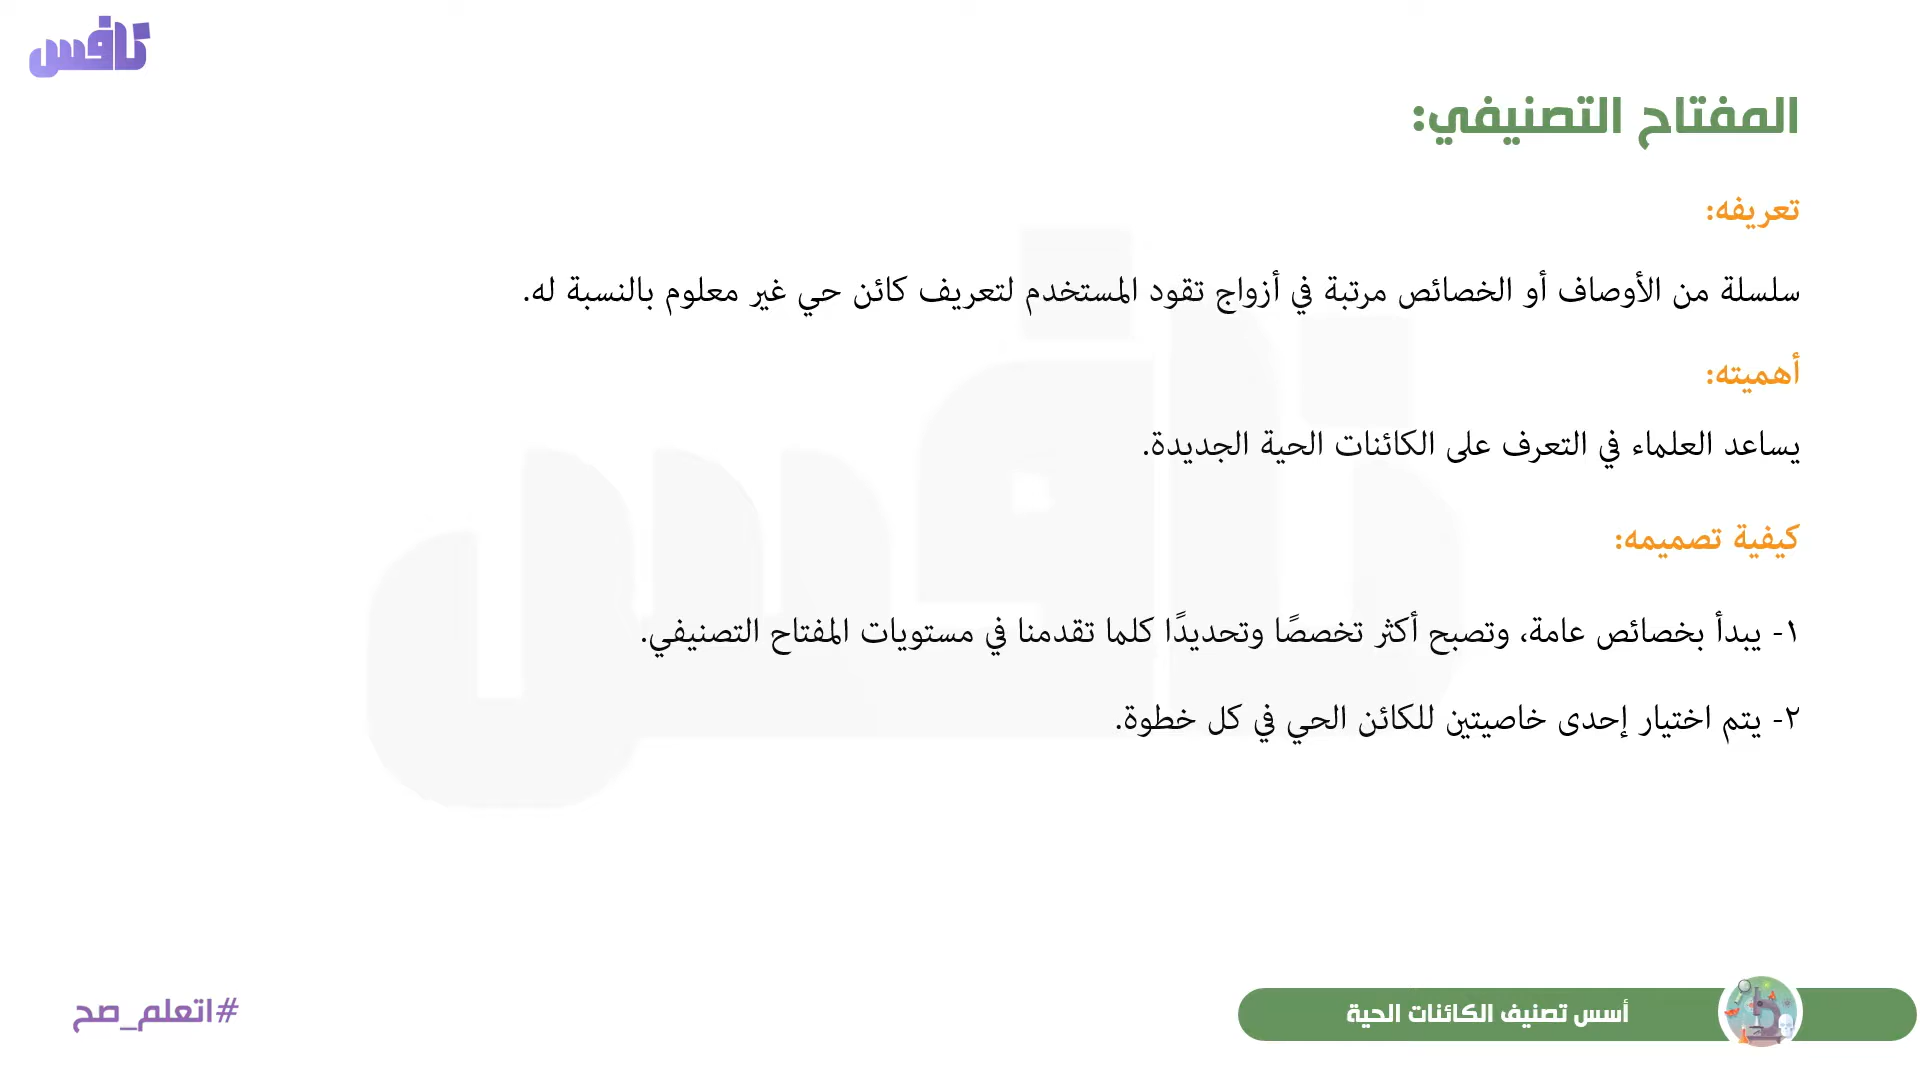 نافس
المفتاح التصنيفي:
تعريفه:
سلسلة من الأوصاف أو الخصائص مرتبة في أزواج تقود المستخدم لتعريف كائن حي غير معلوم بالنسبة له.
أهميته:
يساعد العلماء في التعرف على الكائنات الحية الجديدة.
كيفية تصميمه:
١- يبدأ بخصائص عامة، وتصبح أكثر تخصصًا وتحديدًا كلما تقدمنا في مستويات المفتاح التصنيفي.
٢- يتم اختيار إحدى خاصيتين للكائن الحي في كل خطوة.
أسس تصنيف الكائنات الحية
#اتعلم_صح